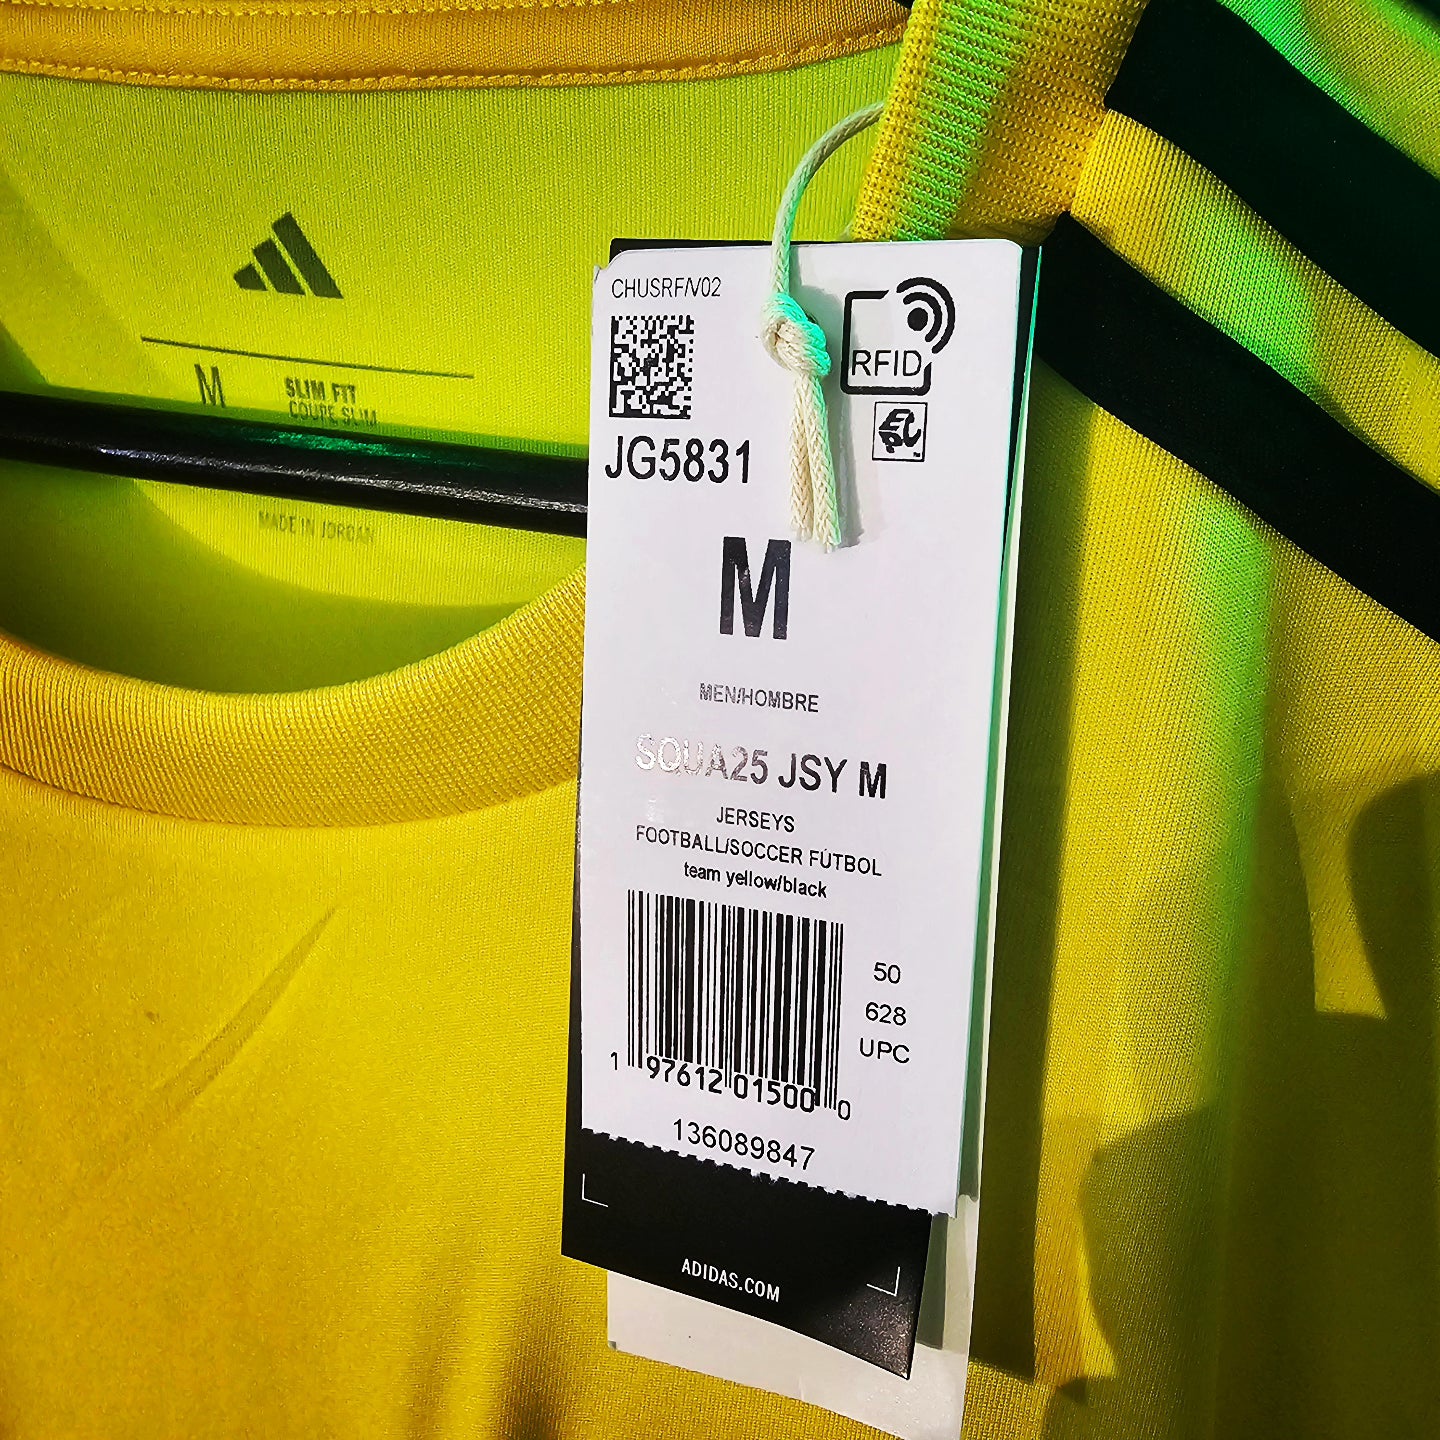 M
SLIM FIT
COUPE SLIM
MADE IN JORDAN
CHUSRF/V02
RFID
EPC
JG5831
M
MEN/HOMBRE
SQUA25 JSY M
JERSEYS
FOOTBALL/SOCCER FÚTBOL
team yellow/black
50
628
UPC
1 97612 01500 0
136089847
ADIDAS.COM